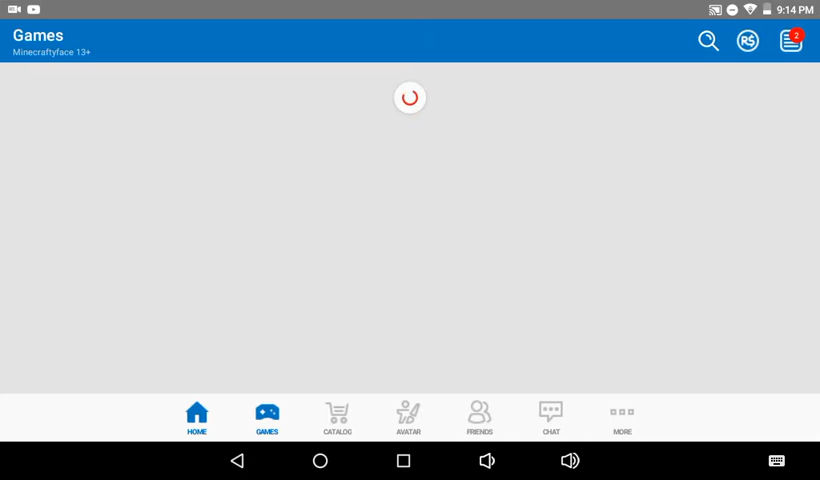 9:14 PM
Games
Minecraftyface 13+
R$
2
HOME
GAMES
CATALOG
AVATAR
FRIENDS
CHAT
MORE